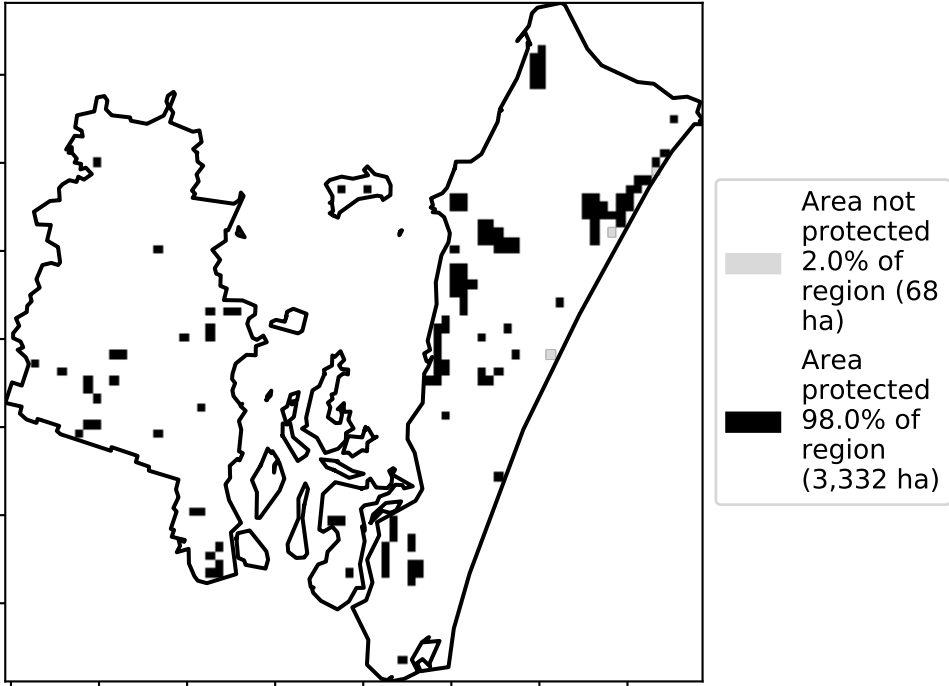 Area not
protected
2.0% of
region (68
ha)
Area
protected
98.0% of
region
(3,332 ha)